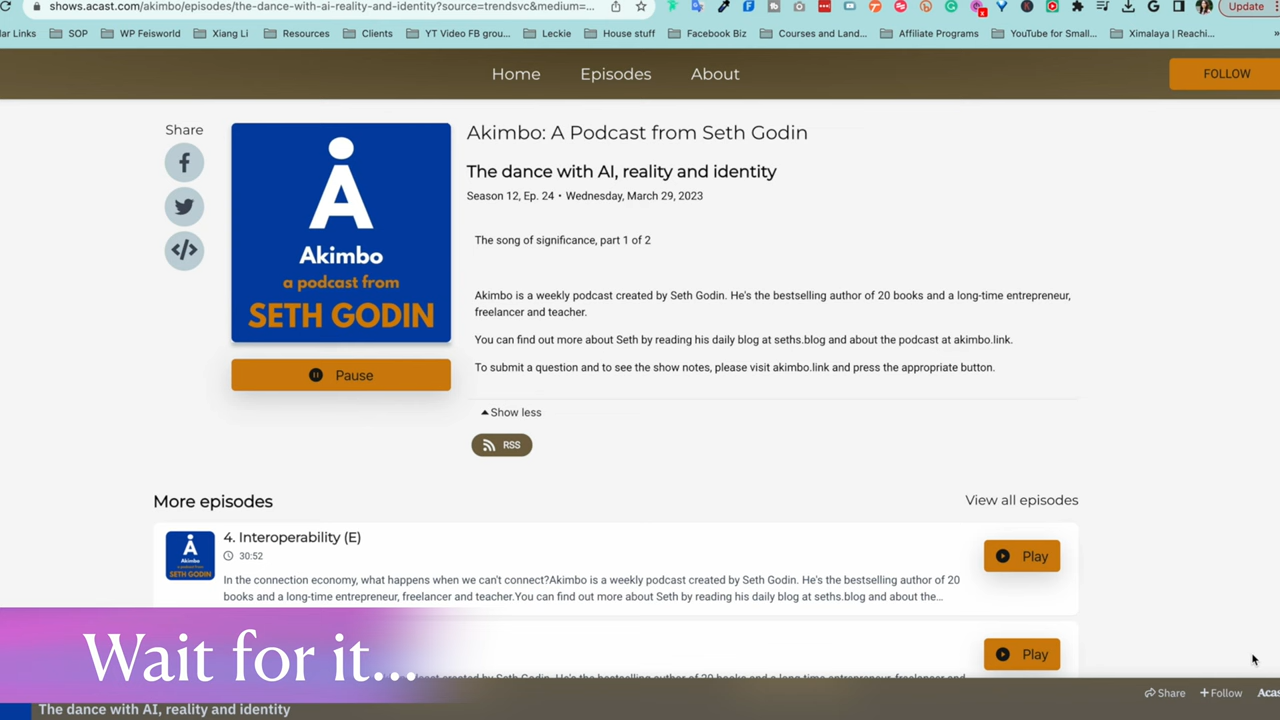 shows.acast.com/akimbo/episodes/the-dance-with-ai-reality-and-identity?source=trendsvc&medium=...
Update
Links
SOP
WP Feisworld
Xiang Li
Resources
Clients
YT Video FB grou...
Leckie
House stuff
Facebook Biz
Courses and Land...
Affiliate Programs
YouTube for Small...
Ximalaya | Reachi...
»
Home
Episodes
About
FOLLOW
Share
Akimbo
a podcast from
SETH GODIN
Pause
Akimbo: A Podcast from Seth Godin
The dance with AI, reality and identity
Season 12, Ep. 24 • Wednesday, March 29, 2023
The song of significance, part 1 of 2
Akimbo is a weekly podcast created by Seth Godin. He's the bestselling author of 20 books and a long-time entrepreneur,
freelancer and teacher.
You can find out more about Seth by reading his daily blog at seths.blog and about the podcast at akimbo.link.
To submit a question and to see the show notes, please visit akimbo.link and press the appropriate button.
Show less
RSS
More episodes
View all episodes
Akimbo
a podcast from
SETH GODIN
4. Interoperability (E)
30:52
In the connection economy, what happens when we can't connect?Akimbo is a weekly podcast created by Seth Godin. He's the bestselling author of 20
books and a long-time entrepreneur, freelancer and teacher.You can find out more about Seth by reading his daily blog at seths.blog and about the...
Play
Wait for it...
Play
Share
+ Follow
Acas
The dance with AI, reality and identity